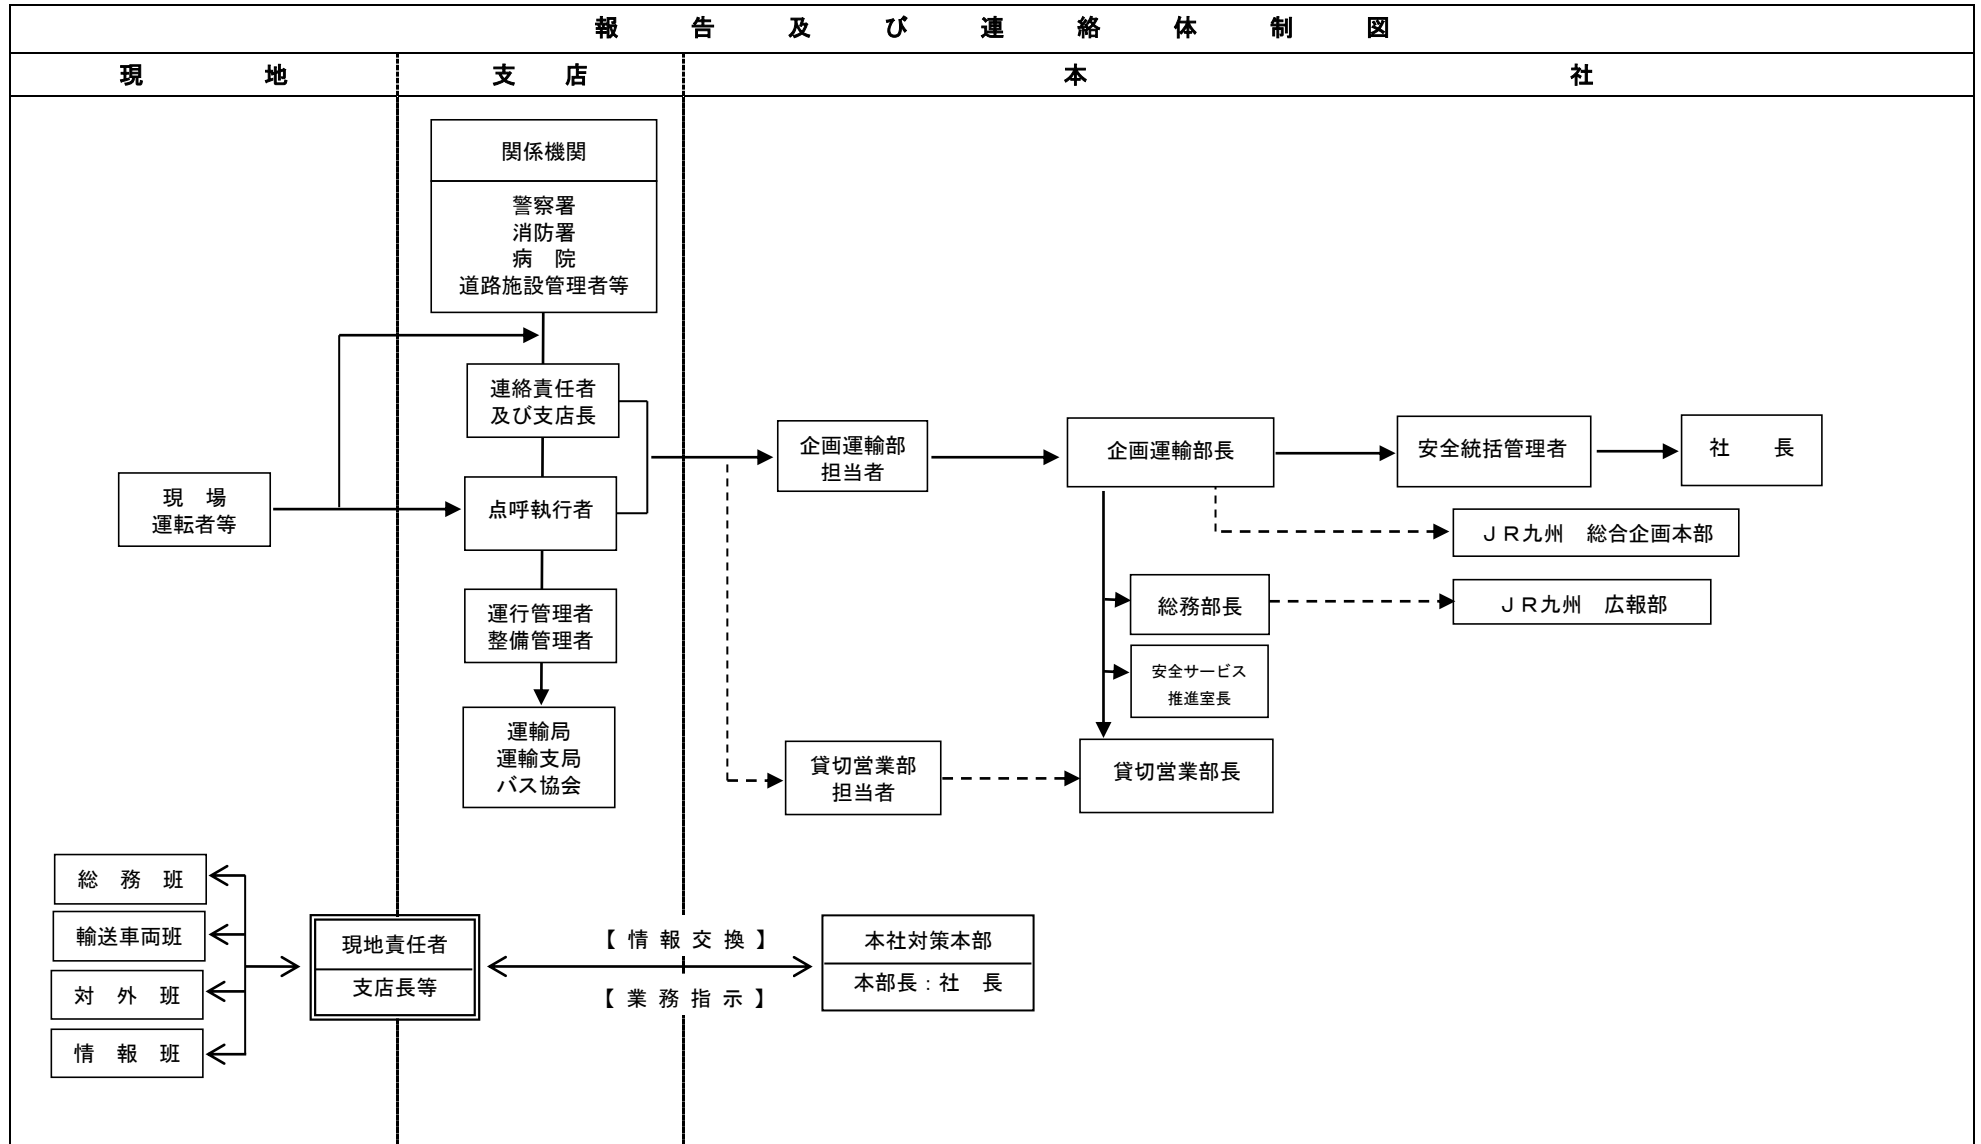 報　告　及　び　連　絡　体　制　図
現　地
支　店
本　社
関係機関
警察署
消防署
病　院
道路施設管理者等
連絡責任者
及び支店長
点呼執行者
現　場
運転者等
運行管理者
整備管理者
運輸局
運輸支局
バス協会
企画運輸部
担当者
企画運輸部長
安全統括管理者
社　長
ＪＲ九州　総合企画本部
総務部長
ＪＲ九州　広報部
安全サービス
推進室長
貸切営業部
担当者
貸切営業部長
総　務　班
輸送車両班
対　外　班
情　報　班
現地責任者
支店長等
【 情 報 交 換 】
【 業 務 指 示 】
本社対策本部
本部長：社　長